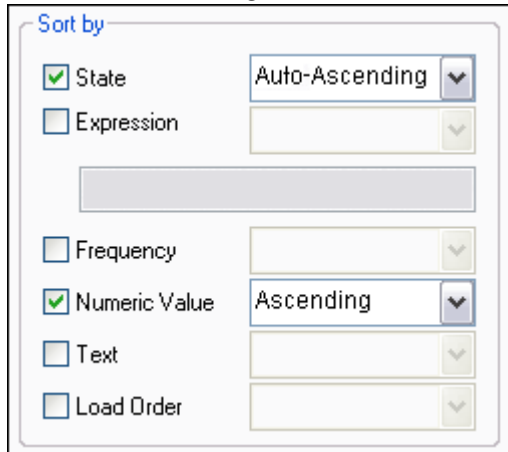 Sort by
State Auto-Ascending
Expression
Frequency
Numeric Value Ascending
Text
Load Order